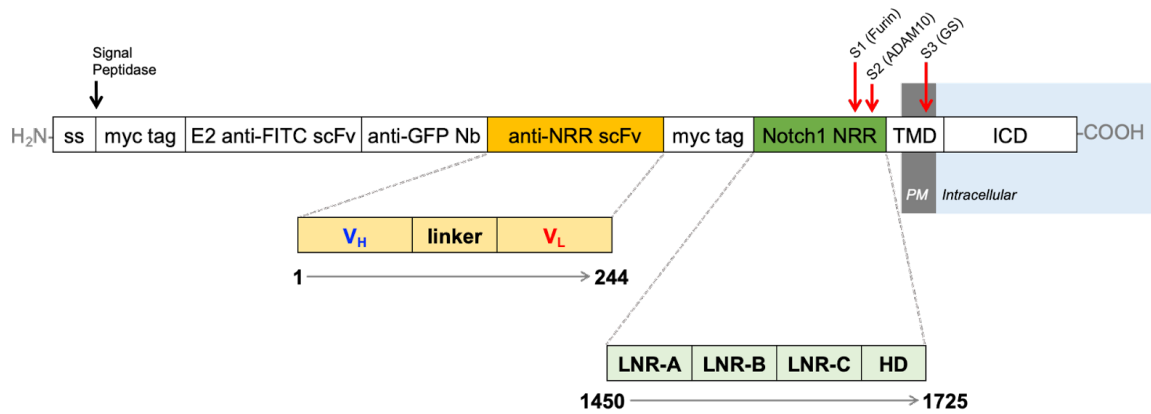 Signal
Peptidase
S1 (Furin)
S2 (ADAM10)
S3 (GS)
H₂N- ss myc tag E2 anti-FITC scFv anti-GFP Nb anti-NRR scFv myc tag Notch1 NRR TMD ICD -COOH
PM Intracellular
V_H linker V_L
1 244
LNR-A LNR-B LNR-C HD
1450 1725